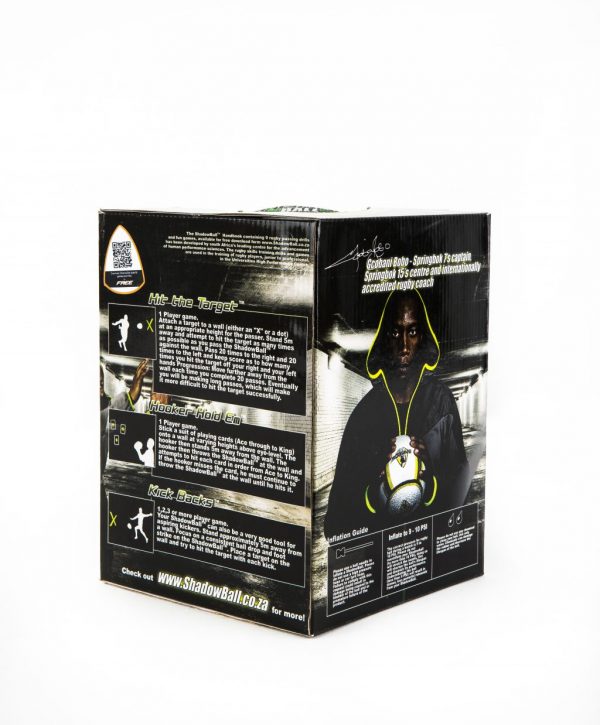 BALL
The ShadowBall™ Handbook containing 9 rugby passing drills
and fun games, available for free download from www.ShadowBall.co.za
has been developed by south Africa's leading centre for the advancement
of human performance sciences. The rugby skills training drills and games
are used in the training of rugby players, junior to professional
in the Universities High Performance
FREE
Hit the Target™
1 Player game.
Attach a target to a wall (either an "X" or a dot)
at an appropriate height for the passer. Stand 5m
away and attempt to hit the target as many times
as possible as you pass the ShadowBall™
against the wall. Pass 20 times to the right and 20
times to the left and keep score as to how many
times you hit the target off your right and your left
hands Progression: Move further away from the
wall each time you complete 20 passes. Eventually
you will be making long passes, which will make
it more difficult to hit the target successfully.
X
Hooker Hold Em™
1 Player game.
Stick a suit of playing cards (Ace through to King)
onto a wall at varying heights above eye-level. The
hooker then stands 5m away from the wall. The
hooker then throws the ShadowBall™ at the wall and
attempts to hit each card in order from Ace to King.
If the hooker misses the card, he must continue to
throw the ShadowBall™ at the wall until he hits it.
Kick Backs™
X
1,2,3 or more player game.
Your ShadowBall™ can also be a very good tool for
aspiring kickers. Stand approximately 5m away from
a wall. Focus on a consistent ball drop and foot
strike on the ShadowBall™. Place a target on the
wall and try to hit the target with each kick.
Check out www.ShadowBall.co.za for more!
Gcobani Bobo - Springbok 7's captain
Springbok 15's centre and internationally
accredited rugby coach
Inflation Guide
Inflate to 9 - 10 PSI